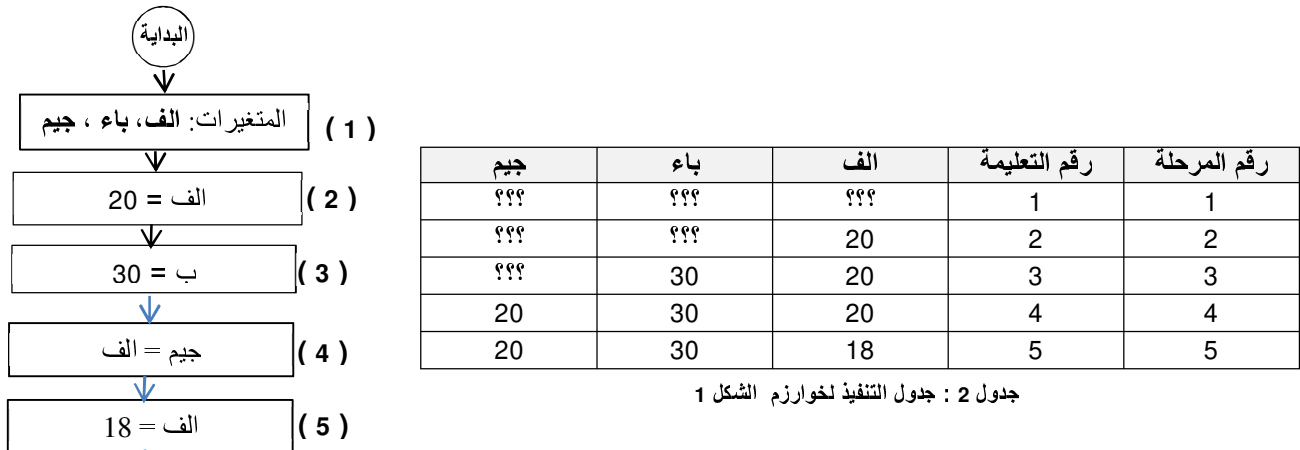 البداية
المتغيرات: الف، باء ، جيم
( 1 )
الف = 20
( 2 )
ب = 30
( 3 )
جيم = الف
( 4 )
الف = 18
( 5 )
رقم المرحلة رقم التعليمة الف باء جيم
1 1 ??? ??? ???
2 2 20 ??? ???
3 3 20 30 ???
4 4 20 30 20
5 5 18 30 20
جدول 2 : جدول التنفيذ لخوارزم الشكل 1